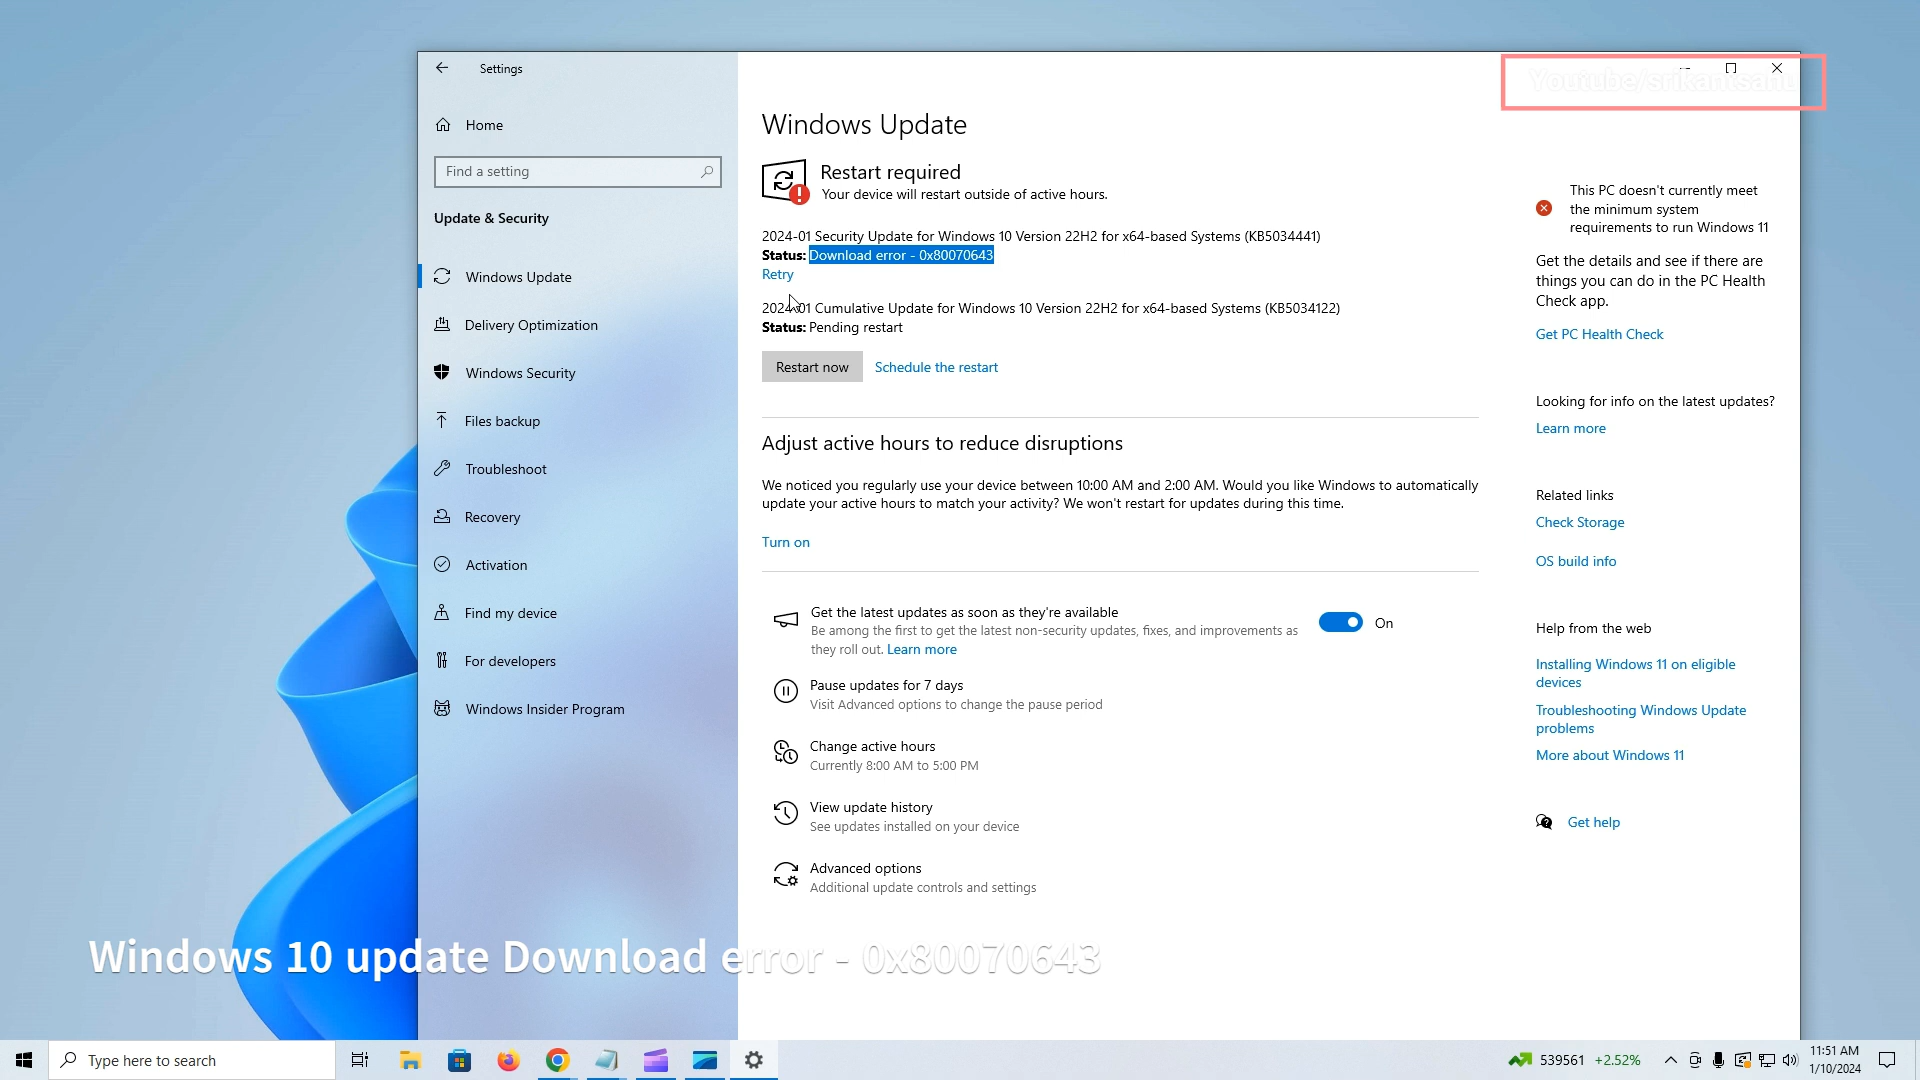 Settings
Youtube/srikantsahu
Home
Find a setting
Update & Security
Windows Update
Delivery Optimization
Windows Security
Files backup
Troubleshoot
Recovery
Activation
Find my device
For developers
Windows Insider Program
Windows Update
Restart required
Your device will restart outside of active hours.
2024-01 Security Update for Windows 10 Version 22H2 for x64-based Systems (KB5034441)
Status: Download error - 0x80070643
Retry
2024-01 Cumulative Update for Windows 10 Version 22H2 for x64-based Systems (KB5034122)
Status: Pending restart
Restart now
Schedule the restart
Adjust active hours to reduce disruptions
We noticed you regularly use your device between 10:00 AM and 2:00 AM. Would you like Windows to automatically
update your active hours to match your activity? We won't restart for updates during this time.
Turn on
Get the latest updates as soon as they're available
Be among the first to get the latest non-security updates, fixes, and improvements as
they roll out. Learn more
On
Pause updates for 7 days
Visit Advanced options to change the pause period
Change active hours
Currently 8:00 AM to 5:00 PM
View update history
See updates installed on your device
Advanced options
Additional update controls and settings
This PC doesn't currently meet
the minimum system
requirements to run Windows 11
Get the details and see if there are
things you can do in the PC Health
Check app.
Get PC Health Check
Looking for info on the latest updates?
Learn more
Related links
Check Storage
OS build info
Help from the web
Installing Windows 11 on eligible
devices
Troubleshooting Windows Update
problems
More about Windows 11
Get help
Windows 10 update Download error - 0x80070643
Type here to search
539561 +2.52%
11:51 AM
1/10/2024